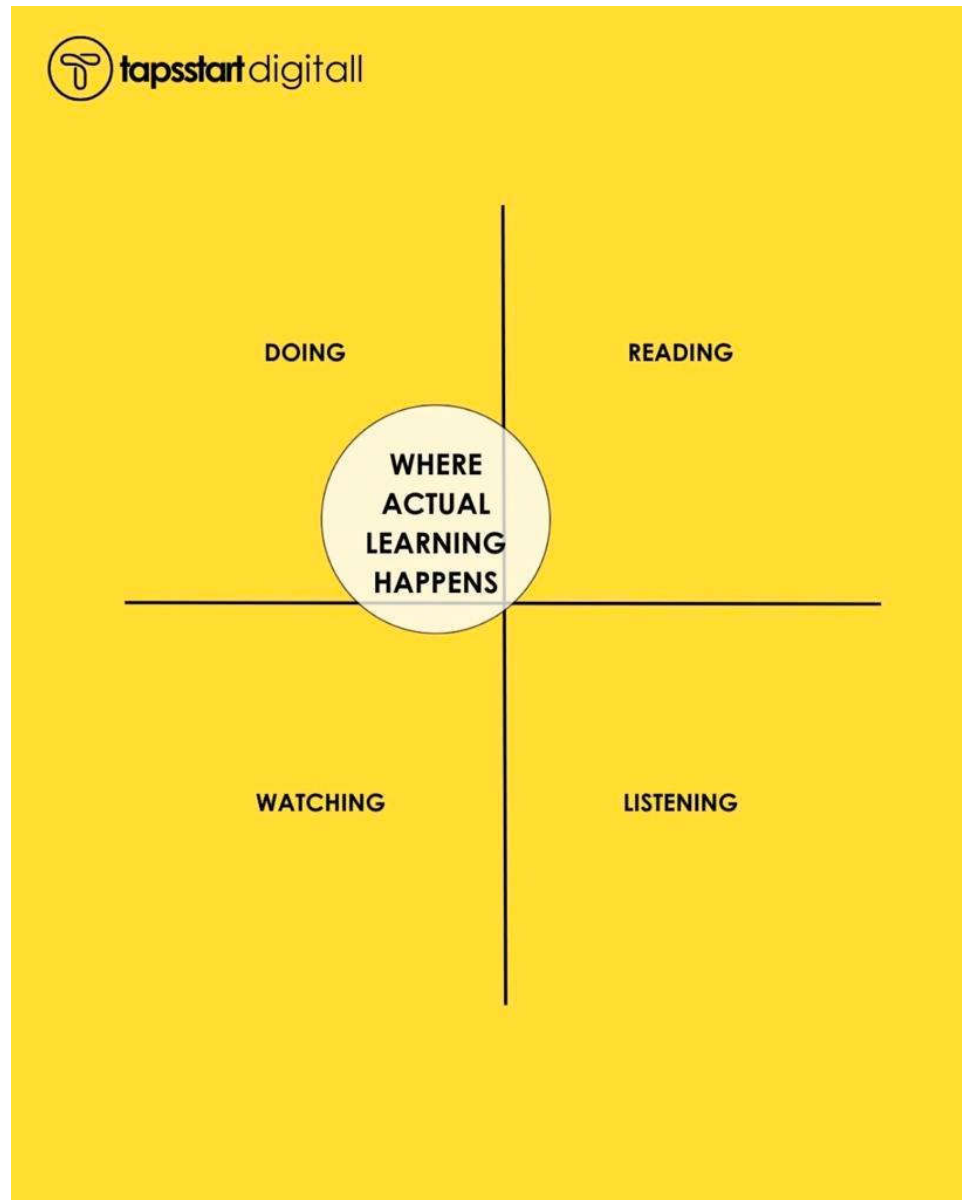 tapsstart digitall
DOING
READING
WHERE
ACTUAL
LEARNING
HAPPENS
WATCHING
LISTENING